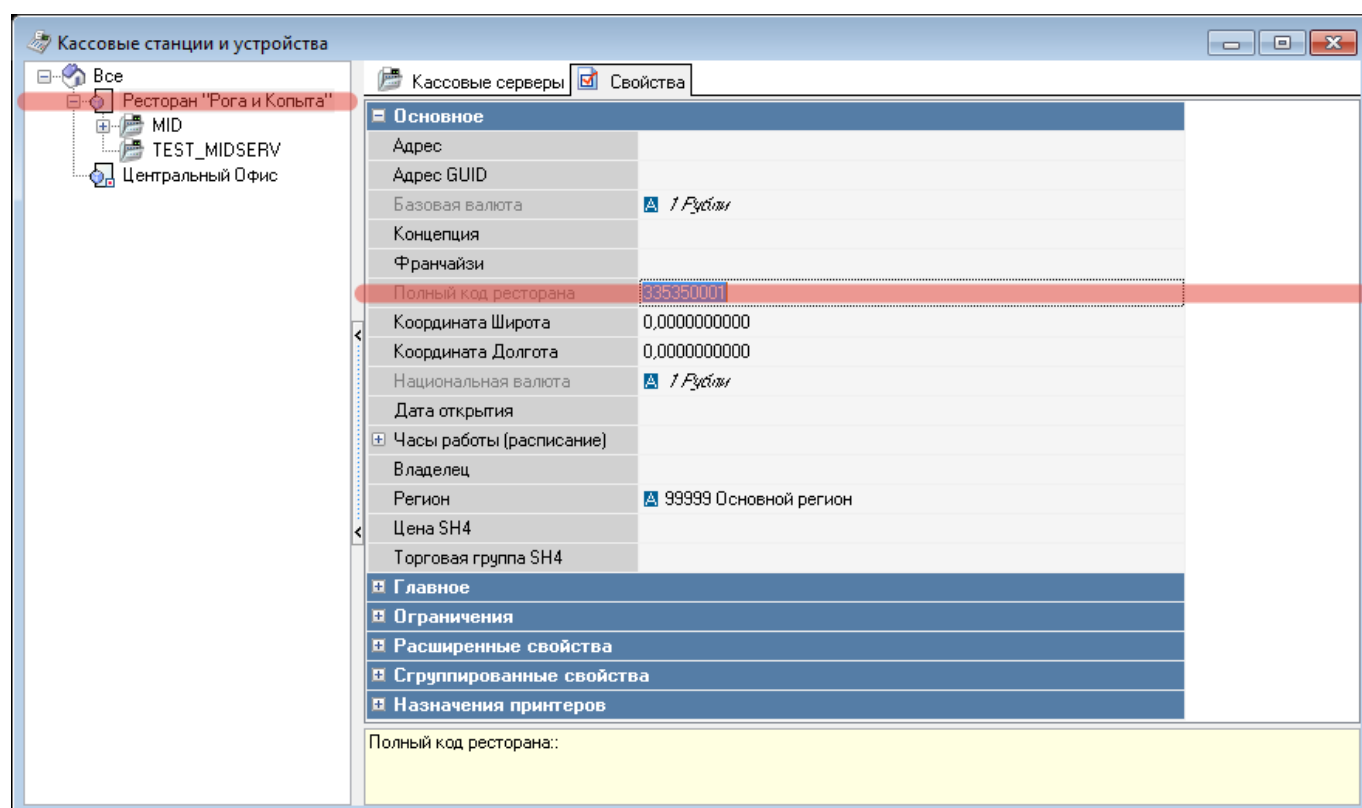 Кассовые станции и устройства
Все
Ресторан "Рога и Копыта"
MID
TEST_MIDSERV
Центральный Офис
Кассовые серверы Свойства
Основное
Адрес
Адрес GUID
Базовая валюта A 1 Рубли
Концепция
Франчайзи
Полный код ресторана 335350001
Координата Широта 0,0000000000
Координата Долгота 0,0000000000
Национальная валюта A 1 Рубли
Дата открытия
Часы работы (расписание)
Владелец
Регион A 99999 Основной регион
Цена SH4
Торговая группа SH4
Главное
Ограничения
Расширенные свойства
Сгруппированные свойства
Назначения принтеров
Полный код ресторана::